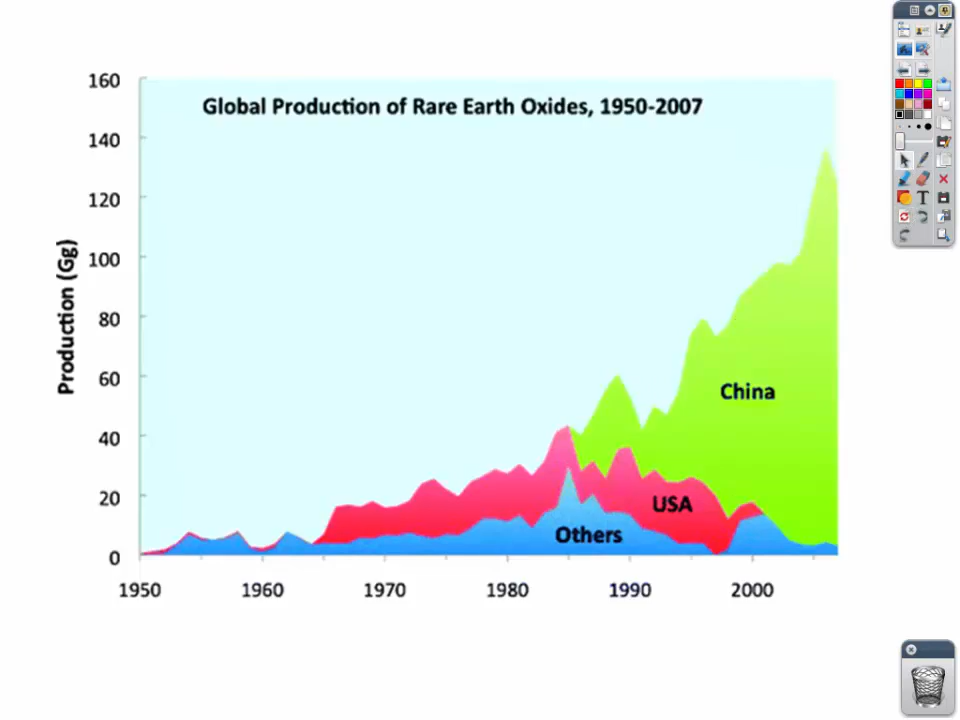 Global Production of Rare Earth Oxides, 1950-2007
Production (Gg)
160
140
120
100
80
60
40
20
0
China
USA
Others
1950 1960 1970 1980 1990 2000
T